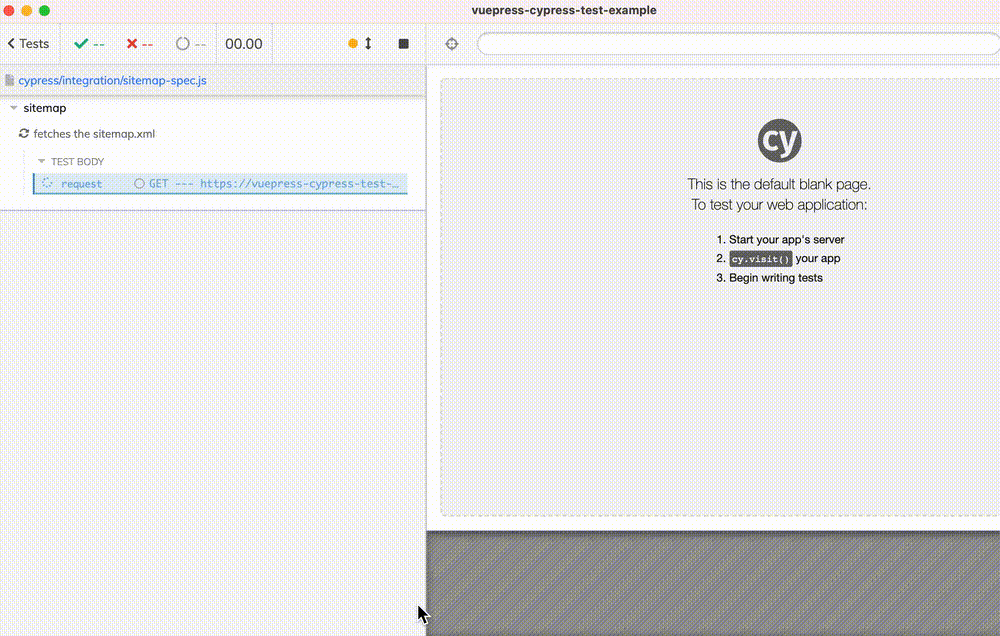 vuepress-cypress-test-example
Tests -- -- -- 00.00
cypress/integration/sitemap-spec.js
sitemap
fetches the sitemap.xml
TEST BODY
request GET --- https://vuepress-cypress-test-…
cy
This is the default blank page.
To test your web application:
1. Start your app's server
2. cy.visit() your app
3. Begin writing tests